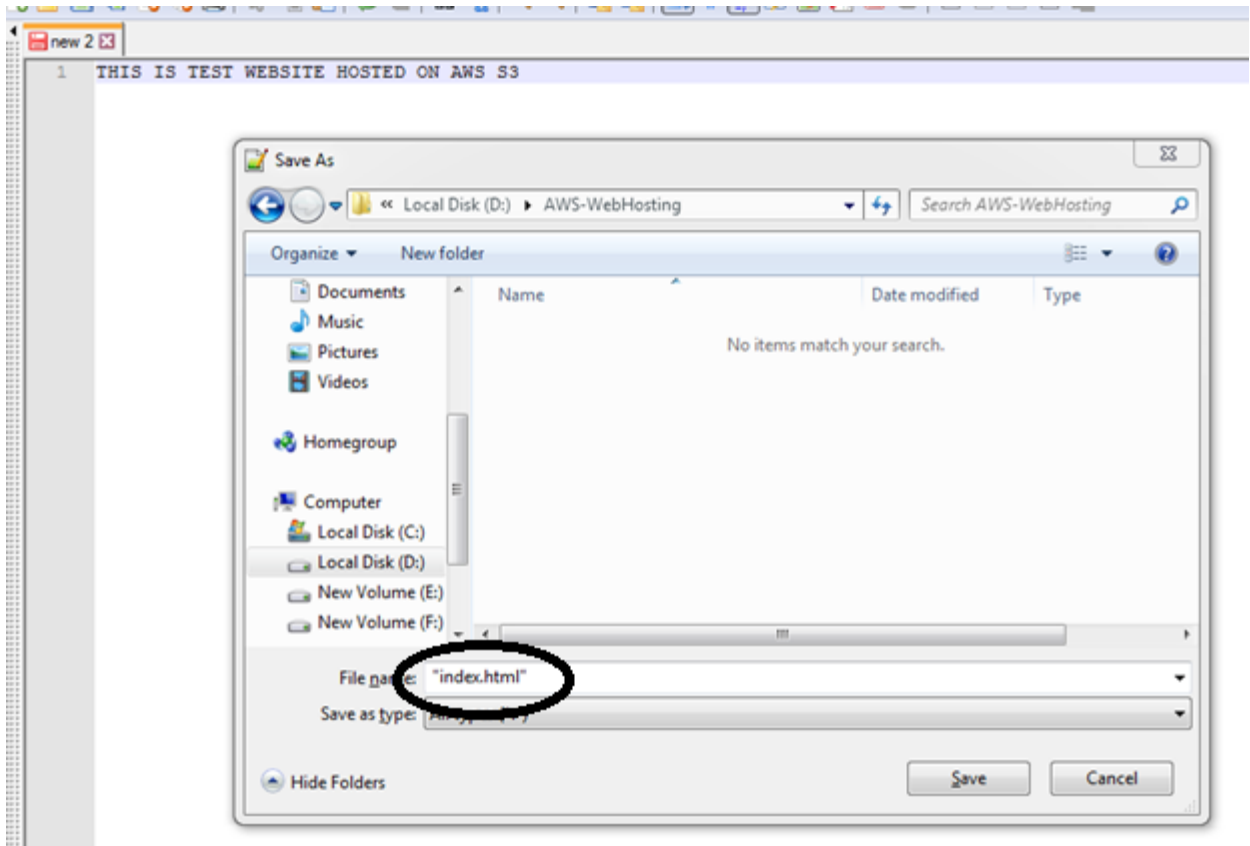 new 2
1 THIS IS TEST WEBSITE HOSTED ON AWS S3
Save As
« Local Disk (D:) AWS-WebHosting Search AWS-WebHosting
Organize New folder
Name Date modified Type
No items match your search.
Documents
Music
Pictures
Videos
Homegroup
Computer
Local Disk (C:)
Local Disk (D:)
New Volume (E:)
New Volume (F:)
File name: "index.html"
Save as type:
Hide Folders Save Cancel